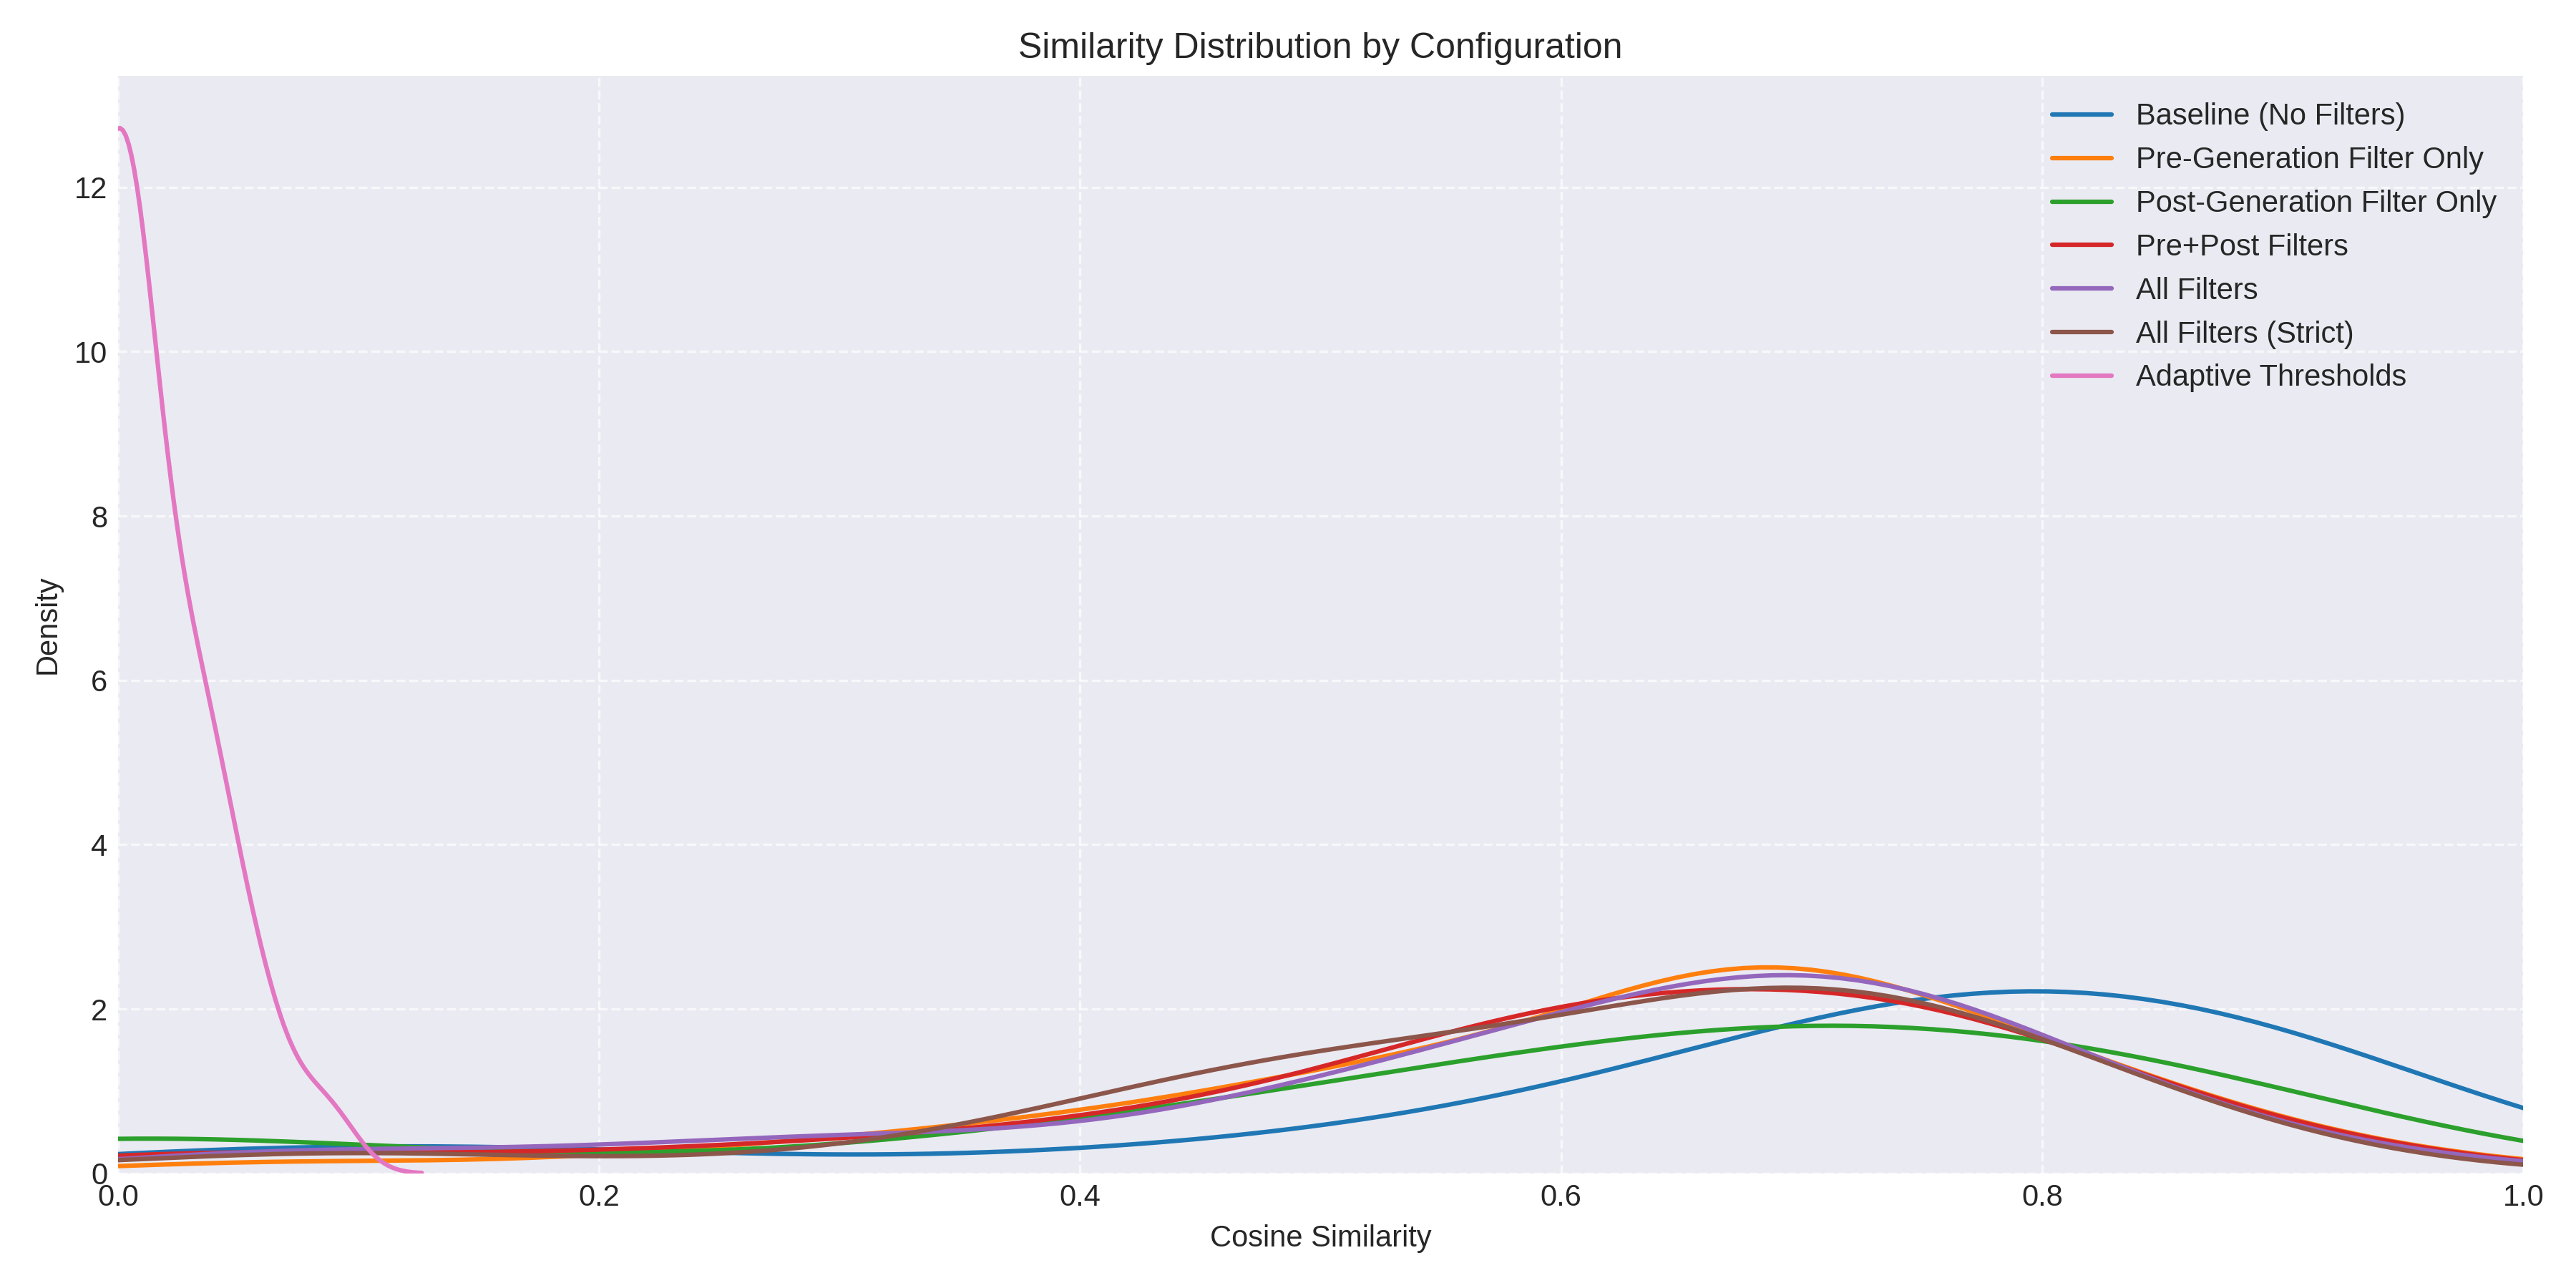 Similarity Distribution by Configuration
Baseline (No Filters)
Pre-Generation Filter Only
Post-Generation Filter Only
Pre+Post Filters
All Filters
All Filters (Strict)
Adaptive Thresholds
Density
12
10
8
6
4
2
0
0.0 0.2 0.4 0.6 0.8 1.0
Cosine Similarity